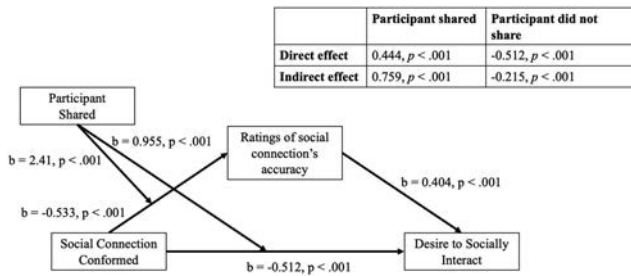 Participant shared
Participant did not
share
Direct effect
0.444, p < .001
-0.512, p < .001
Indirect effect
0.759, p < .001
-0.215, p < .001
Participant
Shared
b = 0.955, p < .001
b = 2.41, p < .001
Ratings of social
connection's
accuracy
b = 0.404, p < .001
b = -0.533, p < .001
Social Connection
Conformed
b = -0.512, p < .001
Desire to Socially
Interact